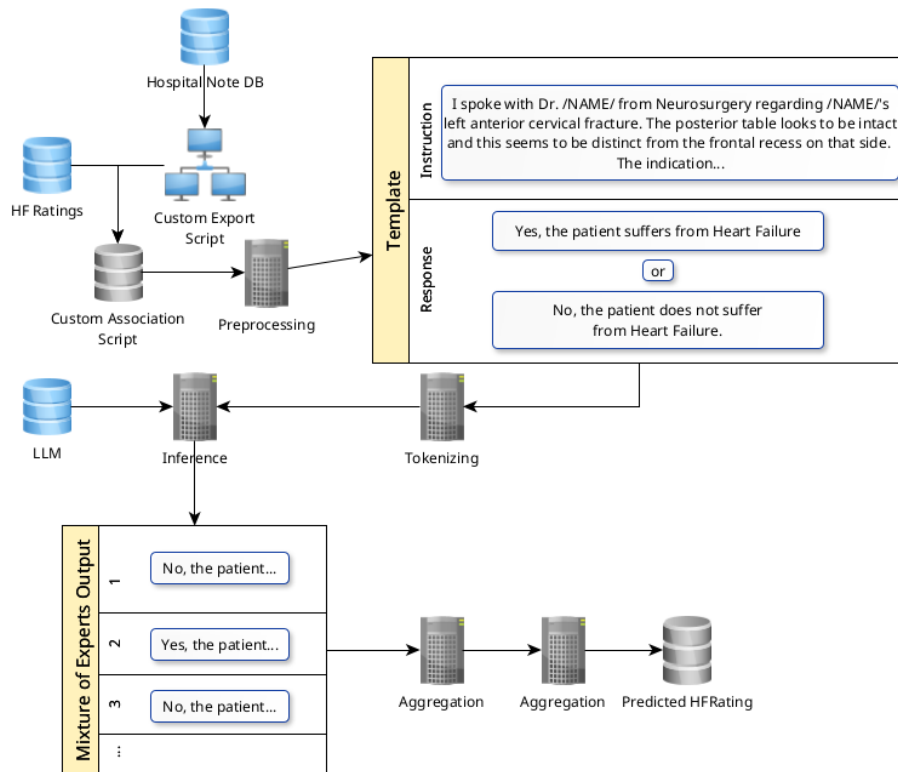 Hospital Note DB
HF Ratings
Custom Export
Script
Custom Association
Script
Preprocessing
Template
Instruction
I spoke with Dr. /NAME/ from Neurosurgery regarding /NAME/'s
left anterior cervical fracture. The posterior table looks to be intact
and this seems to be distinct from the frontal recess on that side.
The indication...
Response
Yes, the patient suffers from Heart Failure
or
No, the patient does not suffer
from Heart Failure.
LLM
Inference
Tokenizing
Mixture of Experts Output
1
No, the patient...
2
Yes, the patient...
3
No, the patient...
...
Aggregation
Aggregation
Predicted HFRating